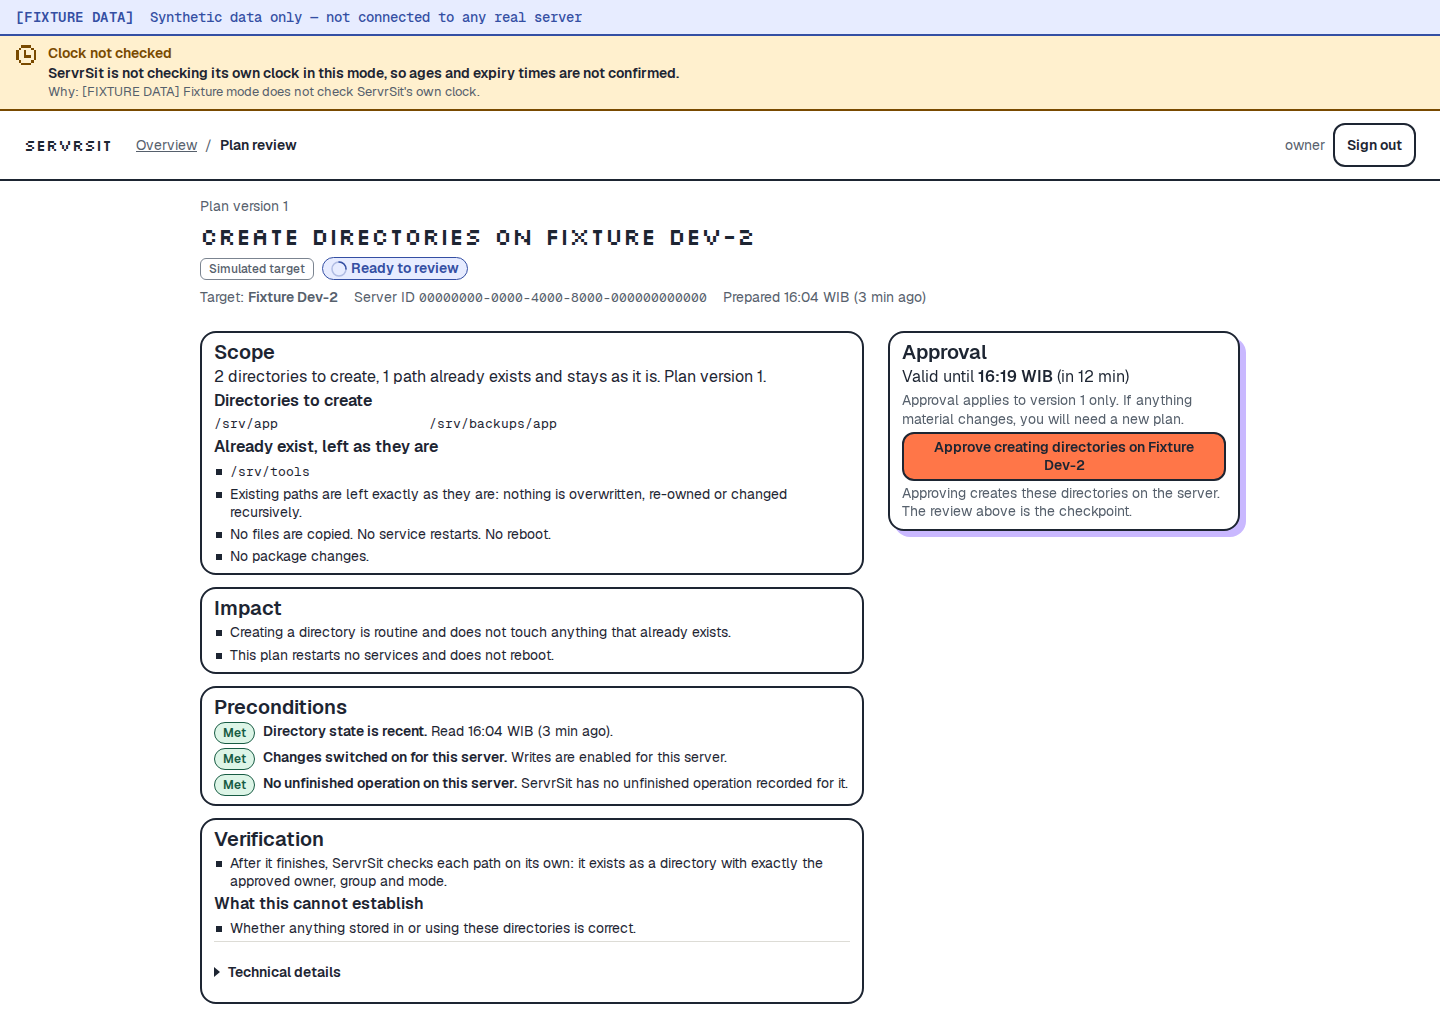 [FIXTURE DATA] Synthetic data only — not connected to any real server
Clock not checked
ServrSit is not checking its own clock in this mode, so ages and expiry times are not confirmed.
Why: [FIXTURE DATA] Fixture mode does not check ServrSit's own clock.
SERVRSIT
Overview / Plan review
owner
Sign out
Plan version 1
CREATE DIRECTORIES ON FIXTURE DEV-2
Simulated target
Ready to review
Target: Fixture Dev-2 Server ID 00000000-0000-4000-8000-000000000000 Prepared 16:04 WIB (3 min ago)
Scope
2 directories to create, 1 path already exists and stays as it is. Plan version 1.
Directories to create
/srv/app /srv/backups/app
Already exist, left as they are
/srv/tools
Existing paths are left exactly as they are: nothing is overwritten, re-owned or changed
recursively.
No files are copied. No service restarts. No reboot.
No package changes.
Impact
Creating a directory is routine and does not touch anything that already exists.
This plan restarts no services and does not reboot.
Preconditions
Met Directory state is recent. Read 16:04 WIB (3 min ago).
Met Changes switched on for this server. Writes are enabled for this server.
Met No unfinished operation on this server. ServrSit has no unfinished operation recorded for it.
Verification
After it finishes, ServrSit checks each path on its own: it exists as a directory with exactly the
approved owner, group and mode.
What this cannot establish
Whether anything stored in or using these directories is correct.
Technical details
Approval
Valid until 16:19 WIB (in 12 min)
Approval applies to version 1 only. If anything
material changes, you will need a new plan.
Approve creating directories on Fixture
Dev-2
Approving creates these directories on the server.
The review above is the checkpoint.